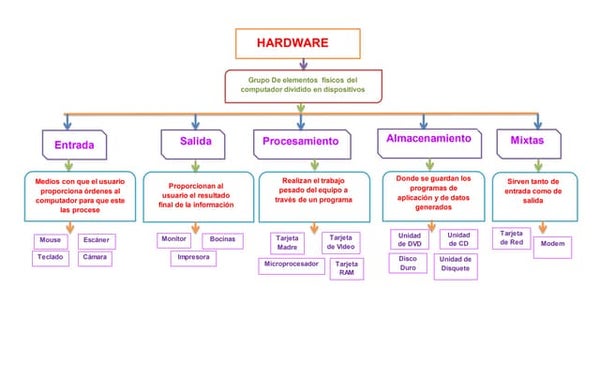 HARDWARE
Grupo De elementos físicos del
computador dividido en dispositivos
Entrada
Salida
Procesamiento
Almacenamiento
Mixtas
Medios con que el usuario
proporciona órdenes al
computador para que este
las procese
Proporcionan al
usuario el resultado
final de la información
Realizan el trabajo
pesado del equipo a
través de un programa
Donde se guardan los
programas de
aplicación y de datos
generados
Sirven tanto de
entrada como de
salida
Mouse
Escáner
Teclado
Cámara
Monitor
Bocinas
Impresora
Tarjeta
Madre
Tarjeta
de Video
Microprocesador
Tarjeta
RAM
Unidad
de DVD
Unidad
de CD
Disco
Duro
Unidad de
Disquete
Tarjeta
de Red
Modem